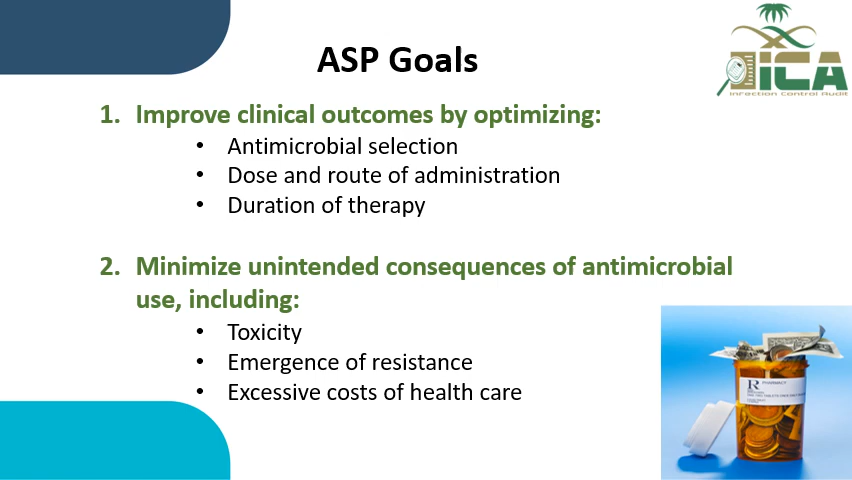 ASP Goals
iCA
Infection Control Audit
1. Improve clinical outcomes by optimizing:
• Antimicrobial selection
• Dose and route of administration
• Duration of therapy
2. Minimize unintended consequences of antimicrobial
use, including:
• Toxicity
• Emergence of resistance
• Excessive costs of health care
R PHARMACY